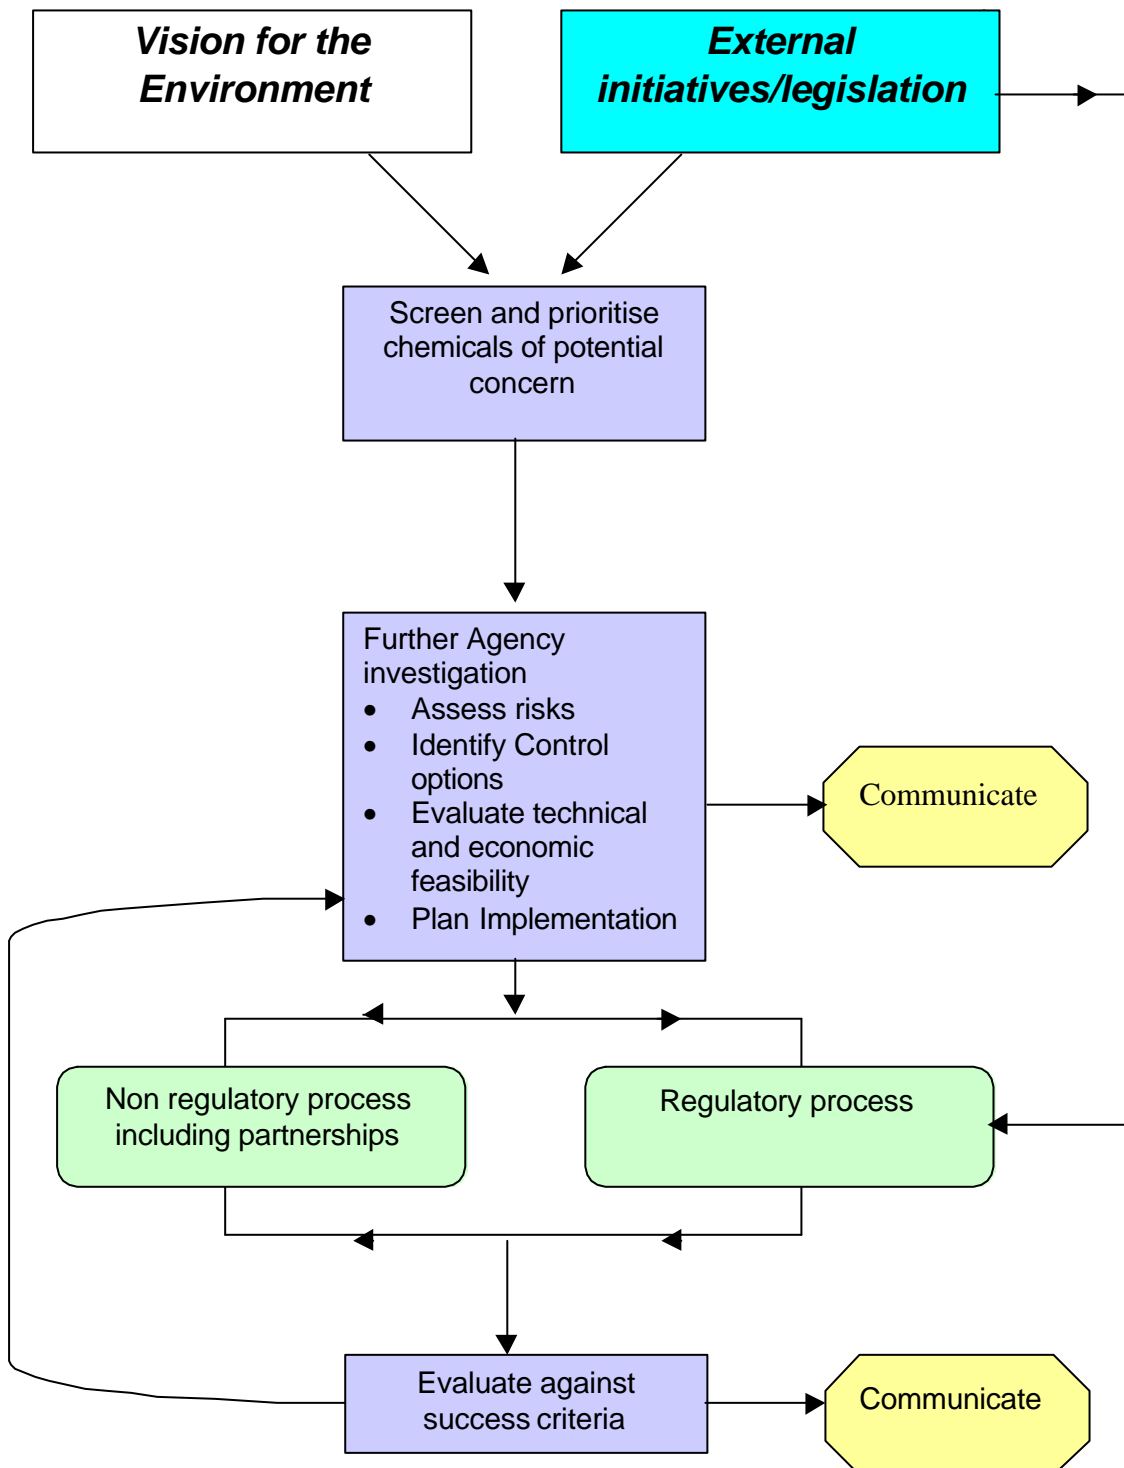 Vision for the
Environment
External
initiatives/legislation
Screen and prioritise
chemicals of potential
concern
Further Agency
investigation
• Assess risks
• Identify Control
options
• Evaluate technical
and economic
feasibility
• Plan Implementation
Communicate
Non regulatory process
including partnerships
Regulatory process
Evaluate against
success criteria
Communicate